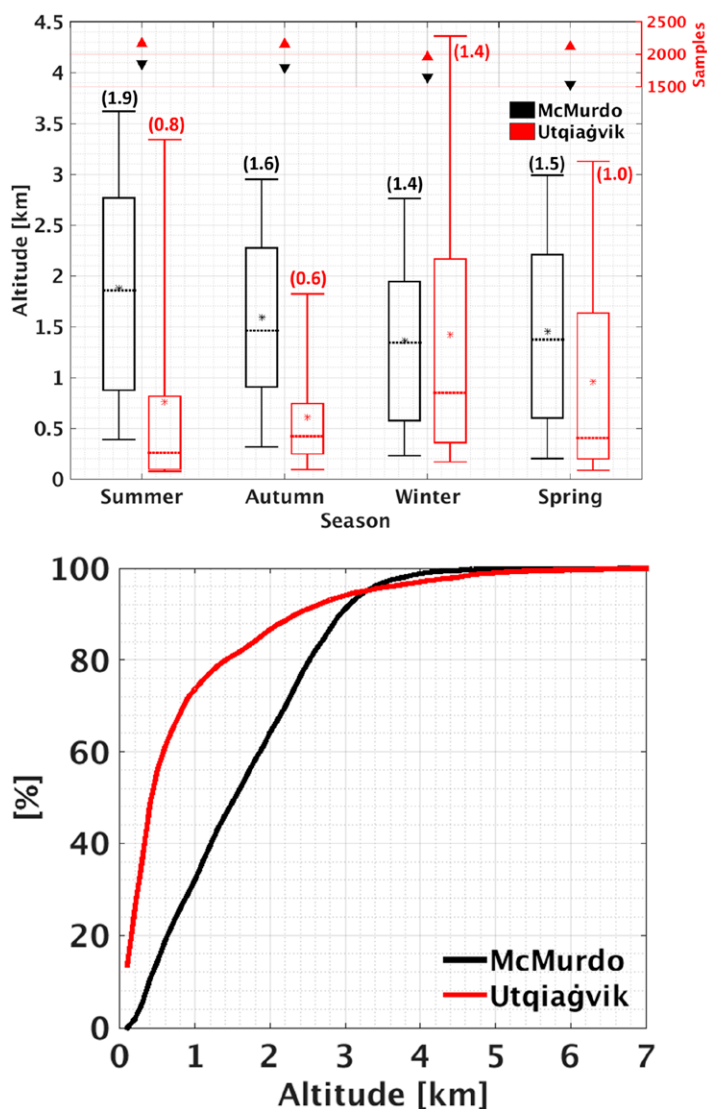 4.5
4
3.5
3
2.5
2
1.5
1
0.5
0
Altitude [km]
2500
2000
1500
Samples
(1.9)
(0.8)
(1.6)
(0.6)
(1.4)
(1.4)
(1.5)
(1.0)
McMurdo
Utqiaġvik
Summer Autumn Winter Spring
Season
100
80
60
40
20
0
[%]
McMurdo
Utqiaġvik
0 1 2 3 4 5 6 7
Altitude [km]